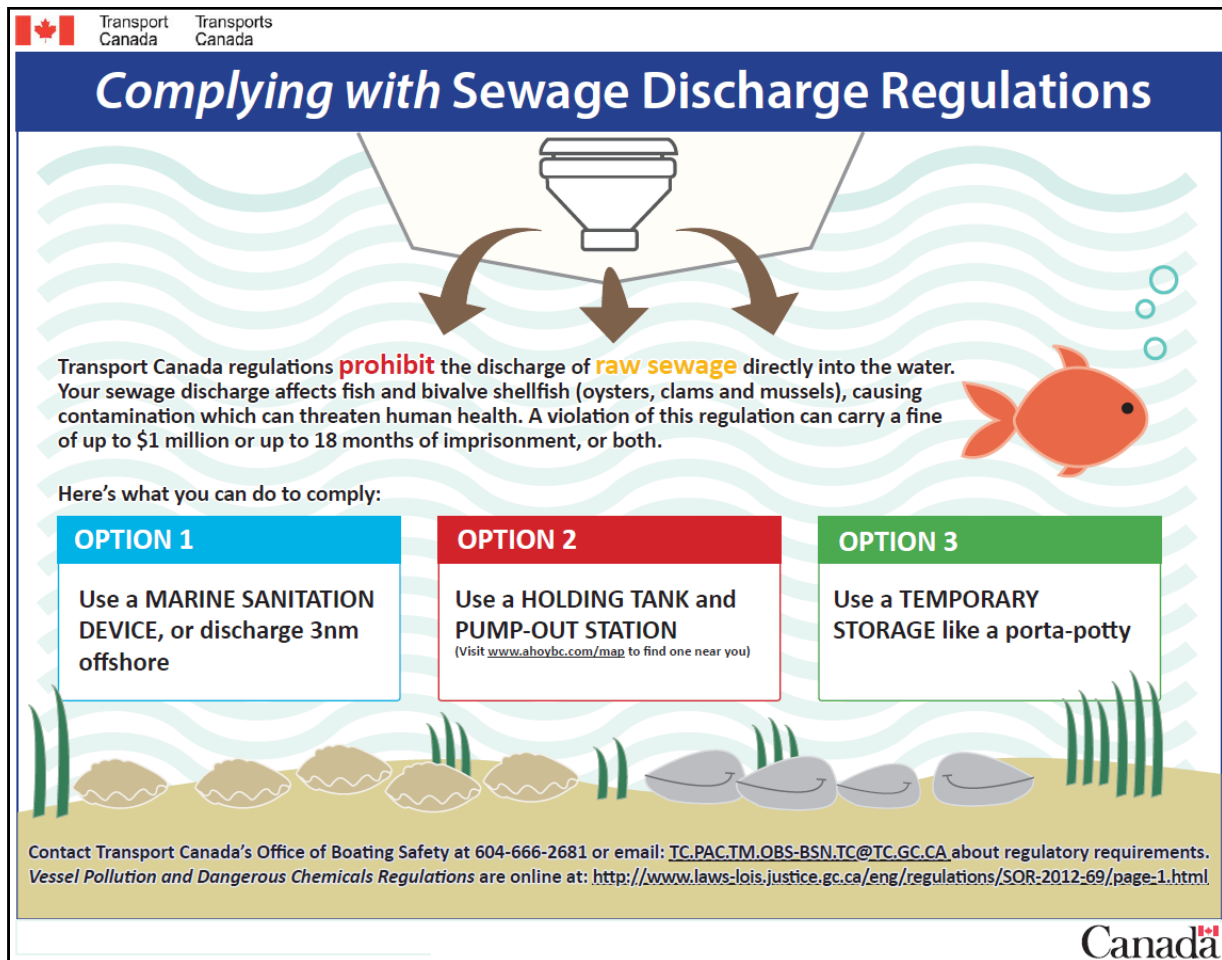 Transport Transports
Canada Canada
Complying with Sewage Discharge Regulations
Transport Canada regulations prohibit the discharge of raw sewage directly into the water.
Your sewage discharge affects fish and bivalve shellfish (oysters, clams and mussels), causing
contamination which can threaten human health. A violation of this regulation can carry a fine
of up to $1 million or up to 18 months of imprisonment, or both.
Here's what you can do to comply:
OPTION 1
Use a MARINE SANITATION
DEVICE, or discharge 3nm
offshore
OPTION 2
Use a HOLDING TANK and
PUMP-OUT STATION
(Visit www.ahoybc.com/map to find one near you)
OPTION 3
Use a TEMPORARY
STORAGE like a porta-potty
Contact Transport Canada's Office of Boating Safety at 604-666-2681 or email: TC.PAC.TM.OBS-BSN.TC@TC.GC.CA about regulatory requirements.
Vessel Pollution and Dangerous Chemicals Regulations are online at: http://www.laws-lois.justice.gc.ca/eng/regulations/SOR-2012-69/page-1.html
Canada